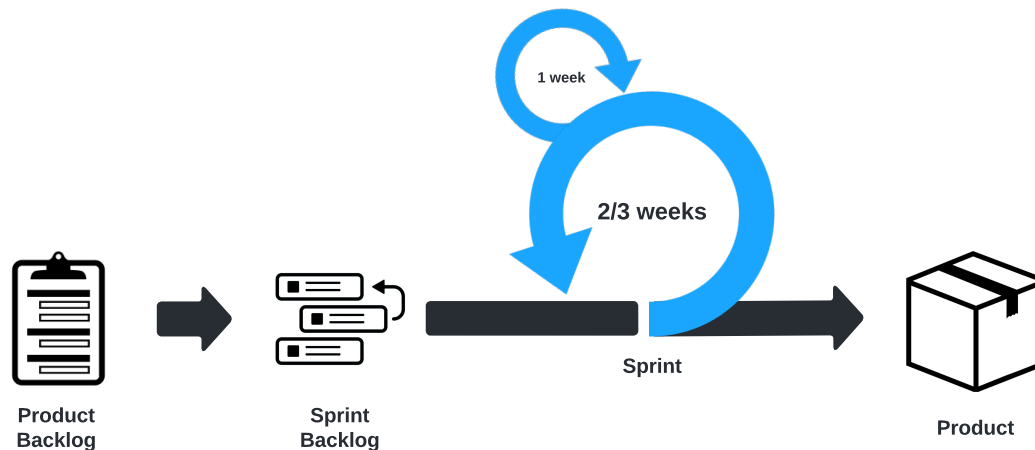 1 week
2/3 weeks
Sprint
Product
Backlog
Sprint
Backlog
Product